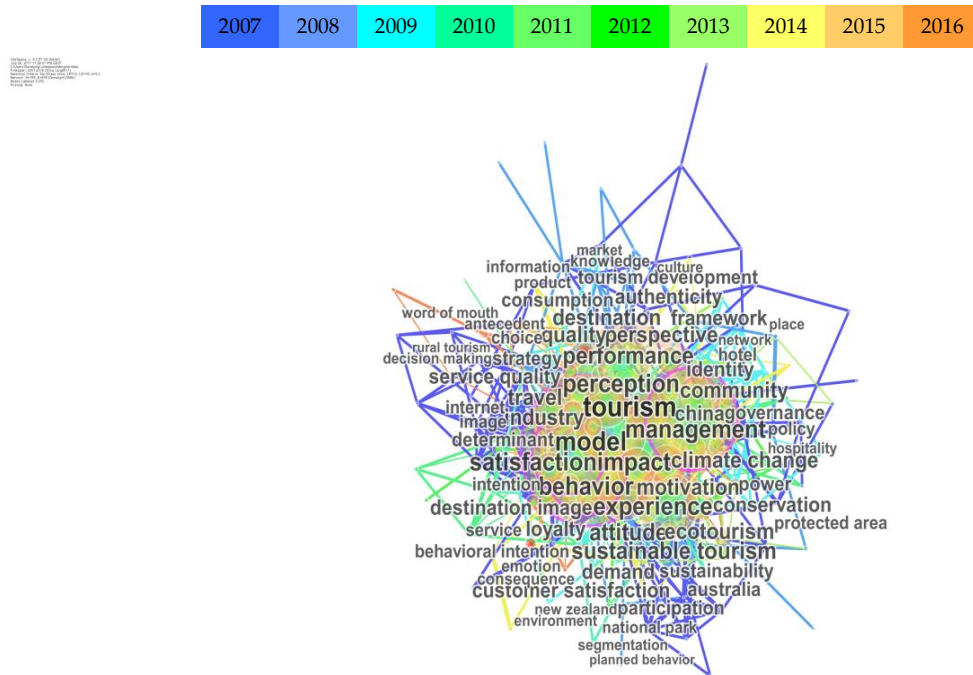 2007 2008 2009 2010 2011 2012 2013 2014 2015 2016
market
information knowledge culture
product tourism development
consumption authenticity
word of mouth destination framework place
antecedent
choice quality perspective network
rural tourism
decision making strategy performance hotel
service quality perception identity
travel community
internet tourism
image industry china governance
determinant model management policy
hospitality
satisfaction impact climate change
intention behavior motivation power
destination image experience conservation
protected area
service loyalty attitude ecotourism
behavioral intention sustainable tourism
emotion
consequence demand sustainability
customer satisfaction australia
new zealand participation
environment
national park
segmentation
planned behavior